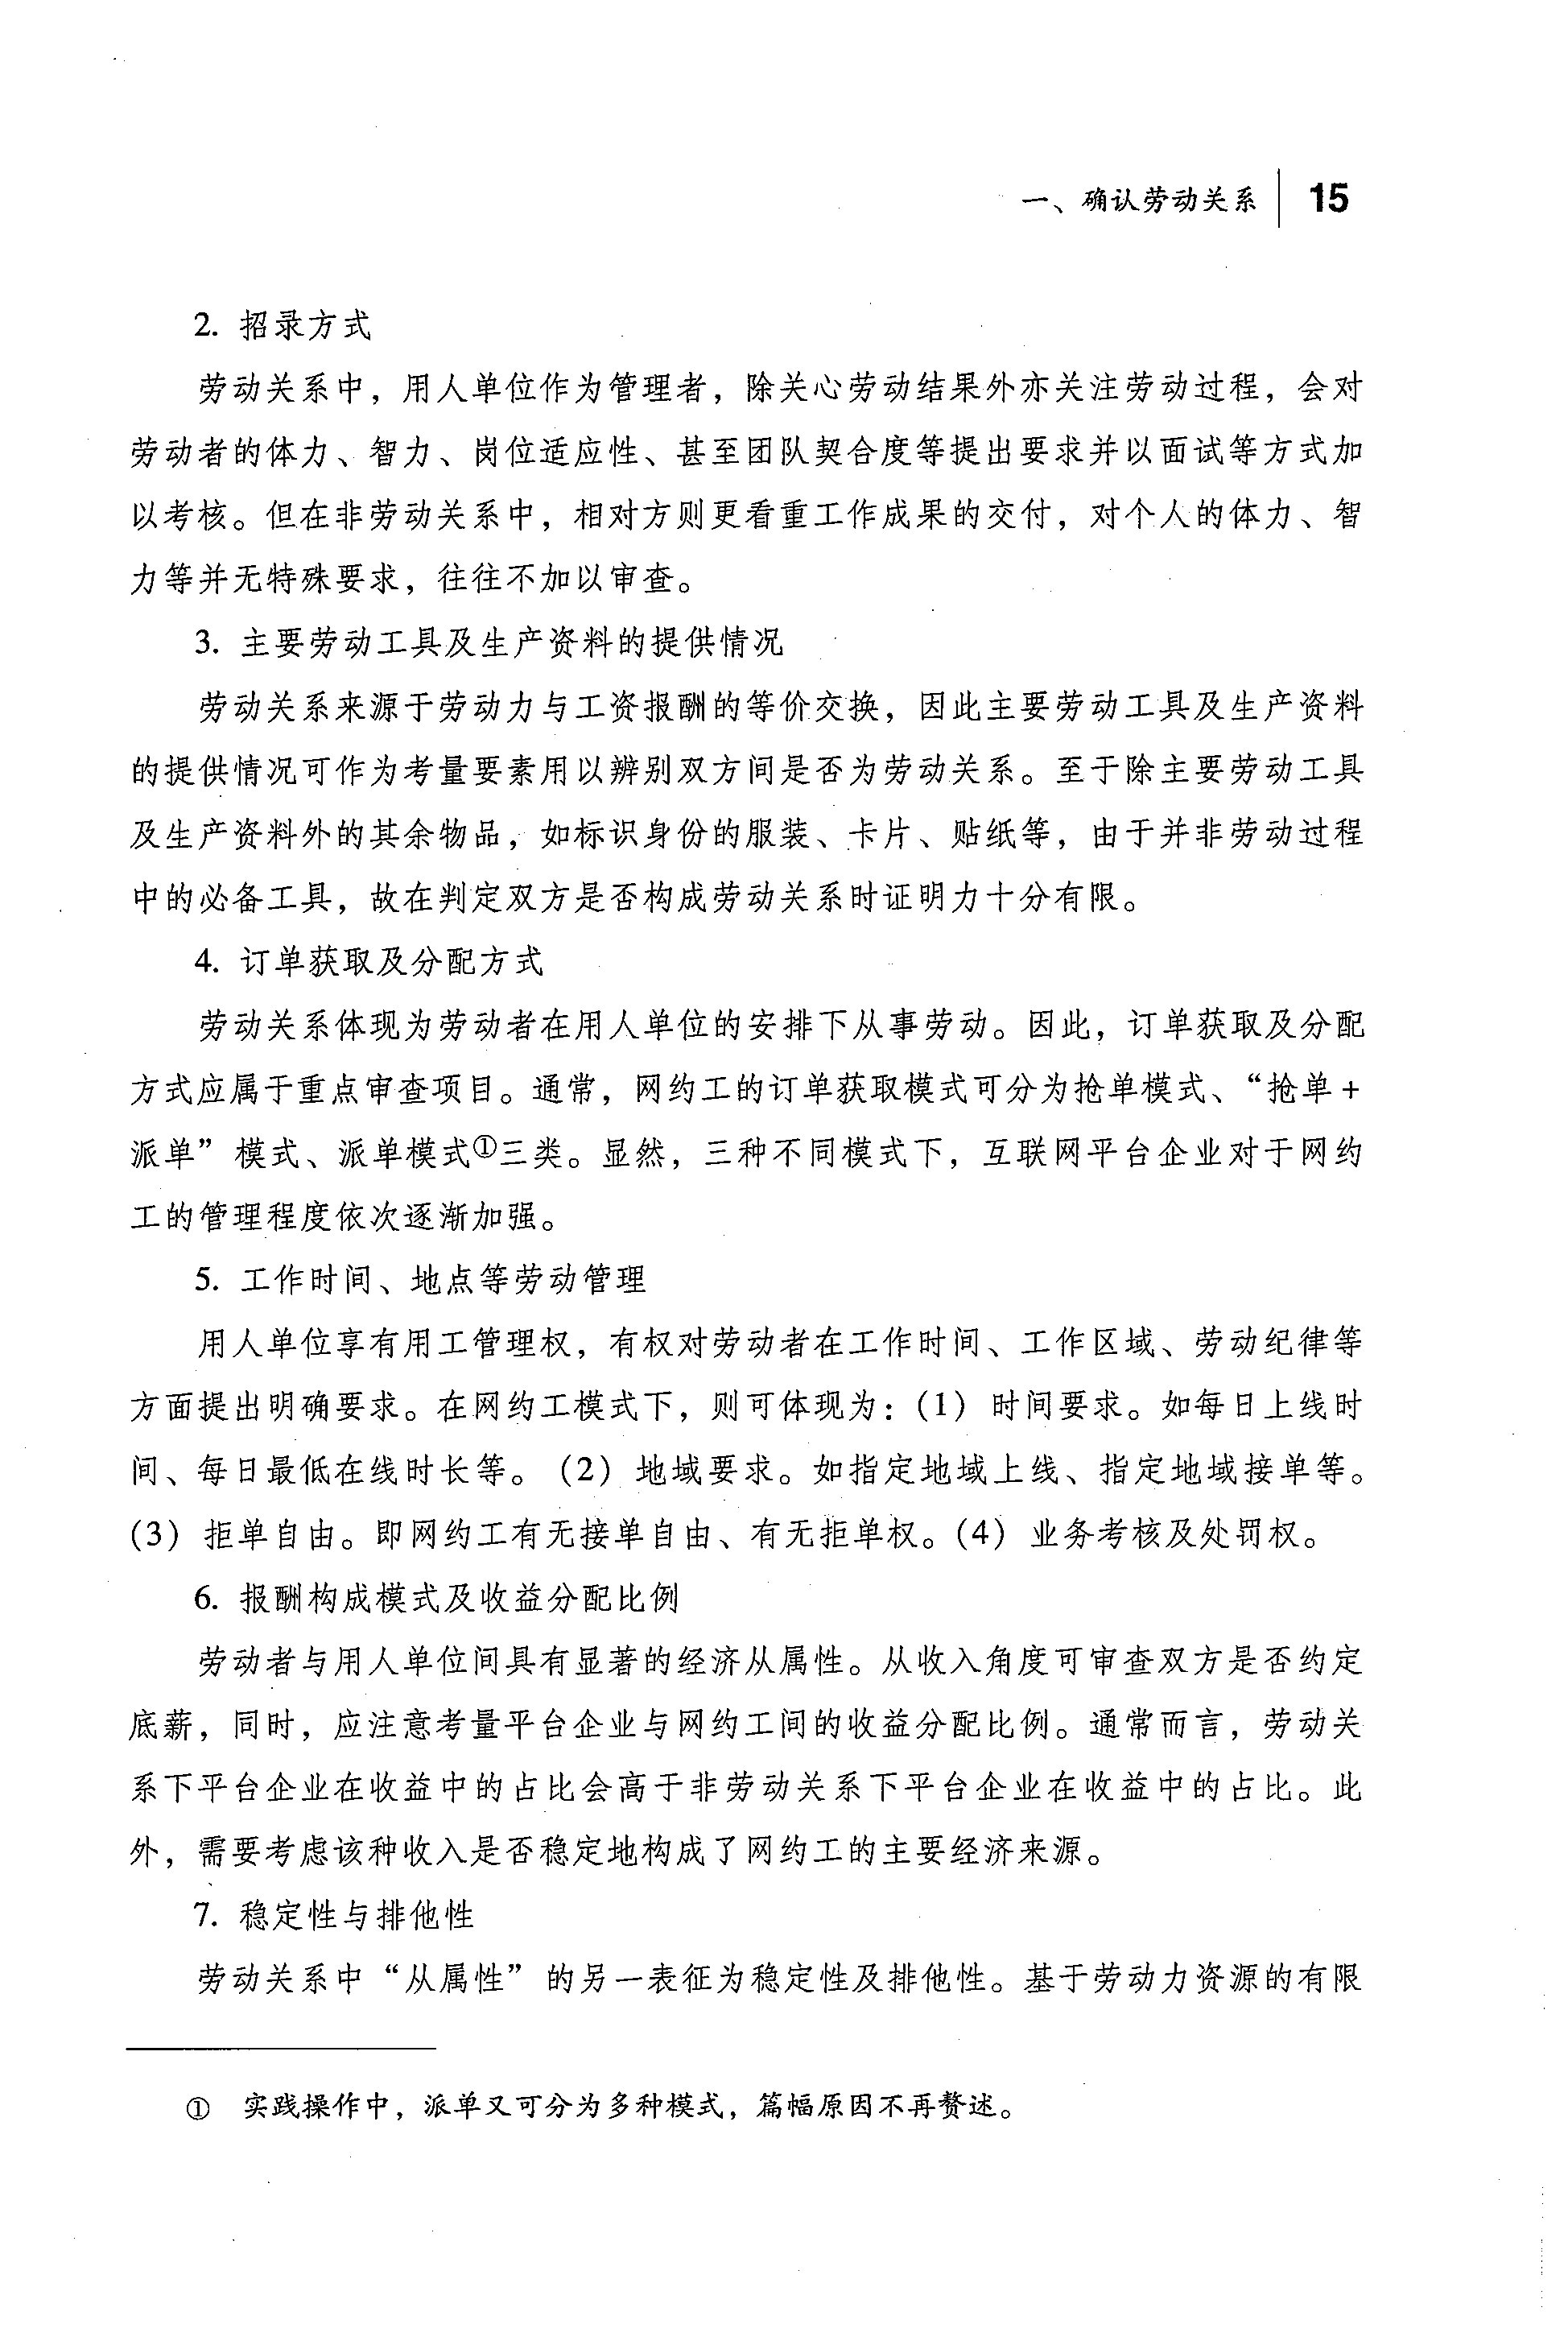 一、确认劳动关系 15
2. 招录方式
劳动关系中，用人单位作为管理者，除关心劳动结果外亦关注劳动过程，会对
劳动者的体力、智力、岗位适应性、甚至团队契合度等提出要求并以面试等方式加
以考核。但在非劳动关系中，相对方则更看重工作成果的交付，对个人的体力、智
力等并无特殊要求，往往不加以审查。
3. 主要劳动工具及生产资料的提供情况
劳动关系来源于劳动力与工资报酬的等价交换，因此主要劳动工具及生产资料
的提供情况可作为考量要素用以辨别双方间是否为劳动关系。至于除主要劳动工具
及生产资料外的其余物品，如标识身份的服装、卡片、贴纸等，由于并非劳动过程
中的必备工具，故在判定双方是否构成劳动关系时证明力十分有限。
4. 订单获取及分配方式
劳动关系体现为劳动者在用人单位的安排下从事劳动。因此，订单获取及分配
方式应属于重点审查项目。通常，网约工的订单获取模式可分为抢单模式、“抢单+
派单”模式、派单模式①三类。显然，三种不同模式下，互联网平台企业对于网约
工的管理程度依次逐渐加强。
5. 工作时间、地点等劳动管理
用人单位享有用工管理权，有权对劳动者在工作时间、工作区域、劳动纪律等
方面提出明确要求。在网约工模式下，则可体现为：（1）时间要求。如每日上线时
间、每日最低在线时长等。（2）地域要求。如指定地域上线、指定地域接单等。
（3）拒单自由。即网约工有无接单自由、有无拒单权。（4）业务考核及处罚权。
6. 报酬构成模式及收益分配比例
劳动者与用人单位间具有显著的经济从属性。从收入角度可审查双方是否约定
底薪，同时，应注意考量平台企业与网约工间的收益分配比例。通常而言，劳动关
系下平台企业在收益中的占比会高于非劳动关系下平台企业在收益中的占比。此
外，需要考虑该种收入是否稳定地构成了网约工的主要经济来源。
7. 稳定性与排他性
劳动关系中“从属性”的另一表征为稳定性及排他性。基于劳动力资源的有限
① 实践操作中，派单又可分为多种模式，篇幅原因不再赘述。